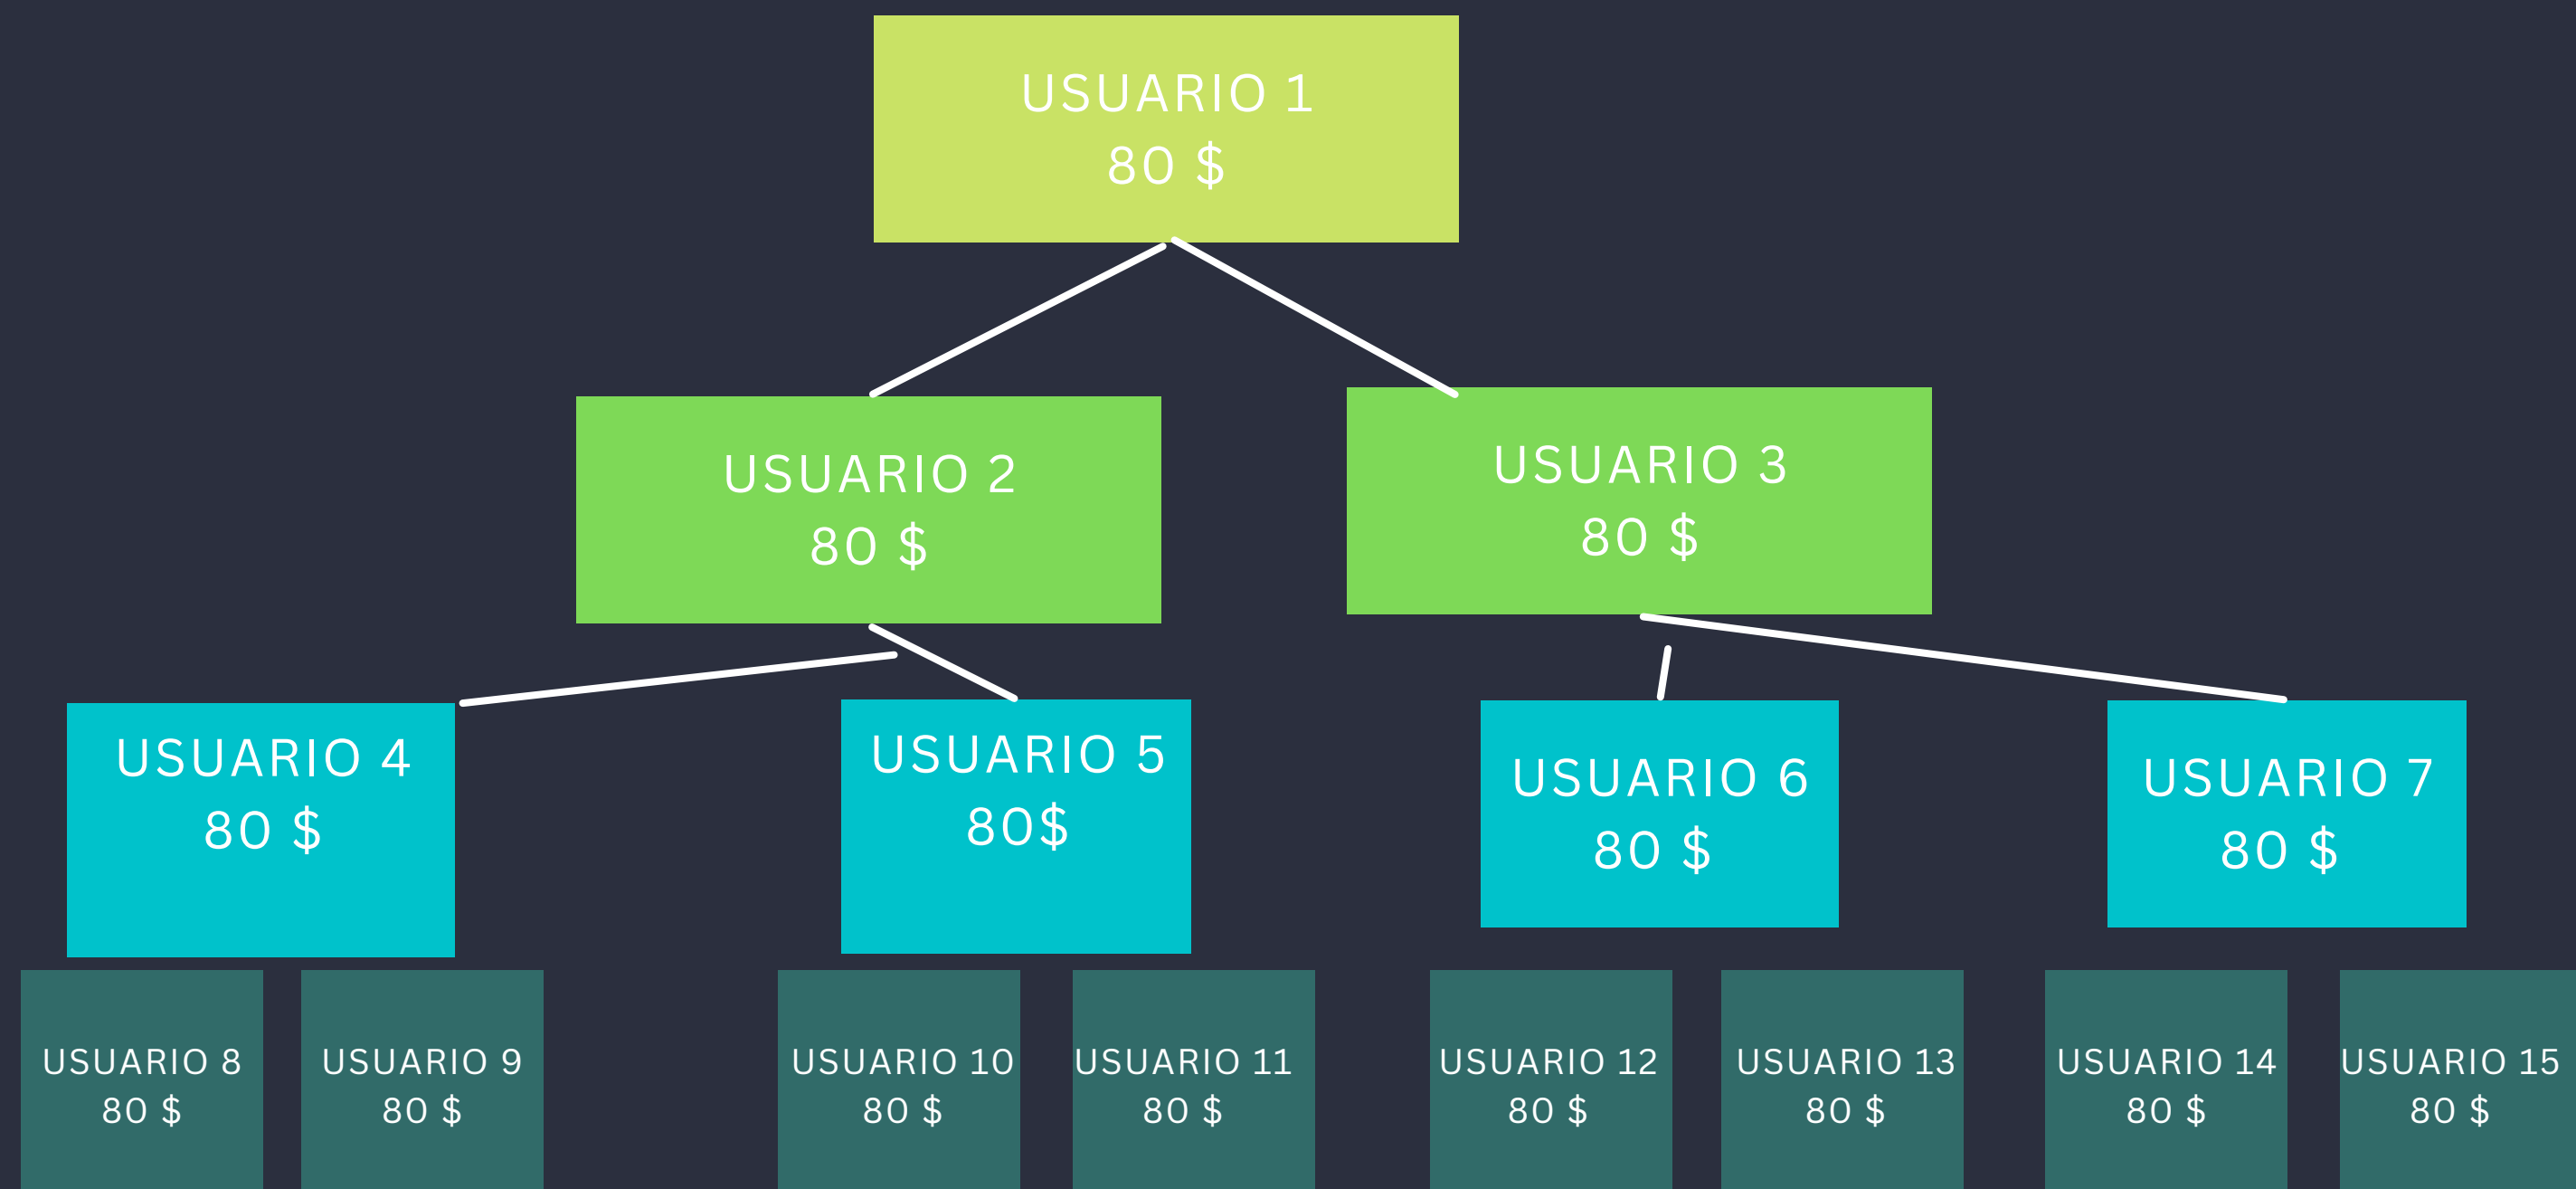 USUARIO 1
80 $
USUARIO 2
80 $
USUARIO 3
80 $
USUARIO 4
80 $
USUARIO 5
80$
USUARIO 6
80 $
USUARIO 7
80 $
USUARIO 8
80 $
USUARIO 9
80 $
USUARIO 10
80 $
USUARIO 11
80 $
USUARIO 12
80 $
USUARIO 13
80 $
USUARIO 14
80 $
USUARIO 15
80 $